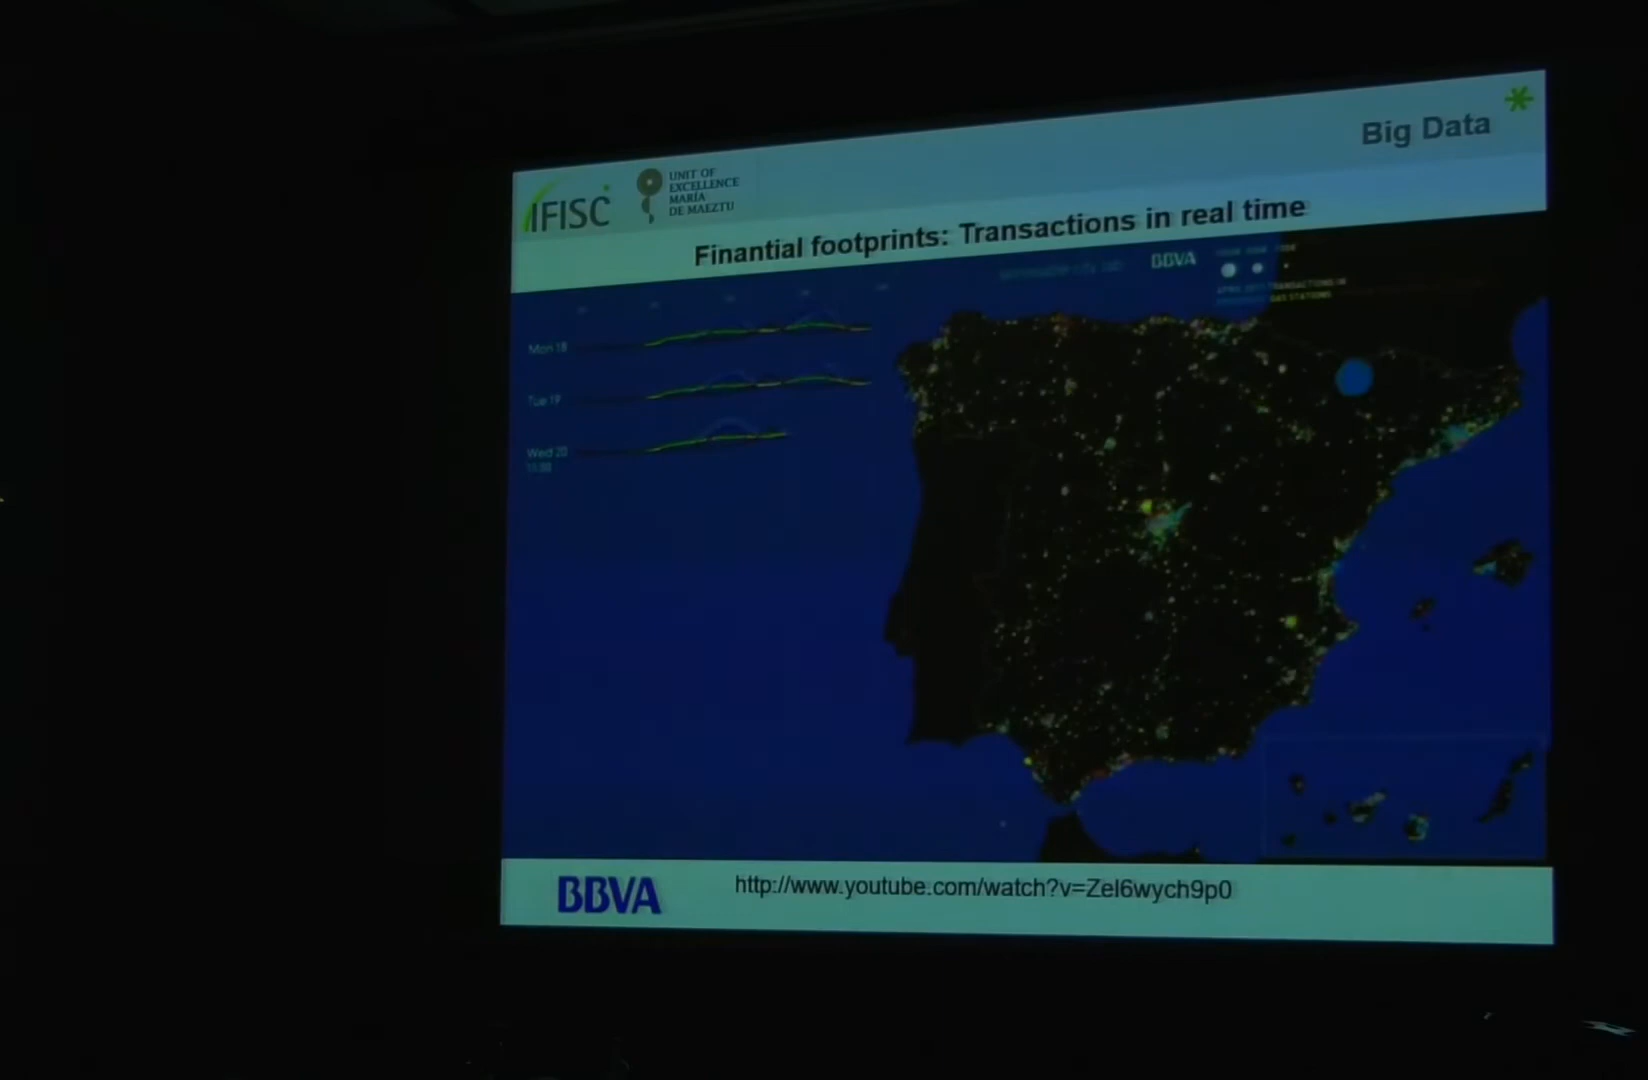 Big Data
IFISC
UNIT OF
EXCELLENCE
MARÍA
DE MAEZTU
Finantial footprints: Transactions in real time
BBVA
Mon 18
Tue 19
Wed 20
BBVA
http://www.youtube.com/watch?v=Zel6wych9p0